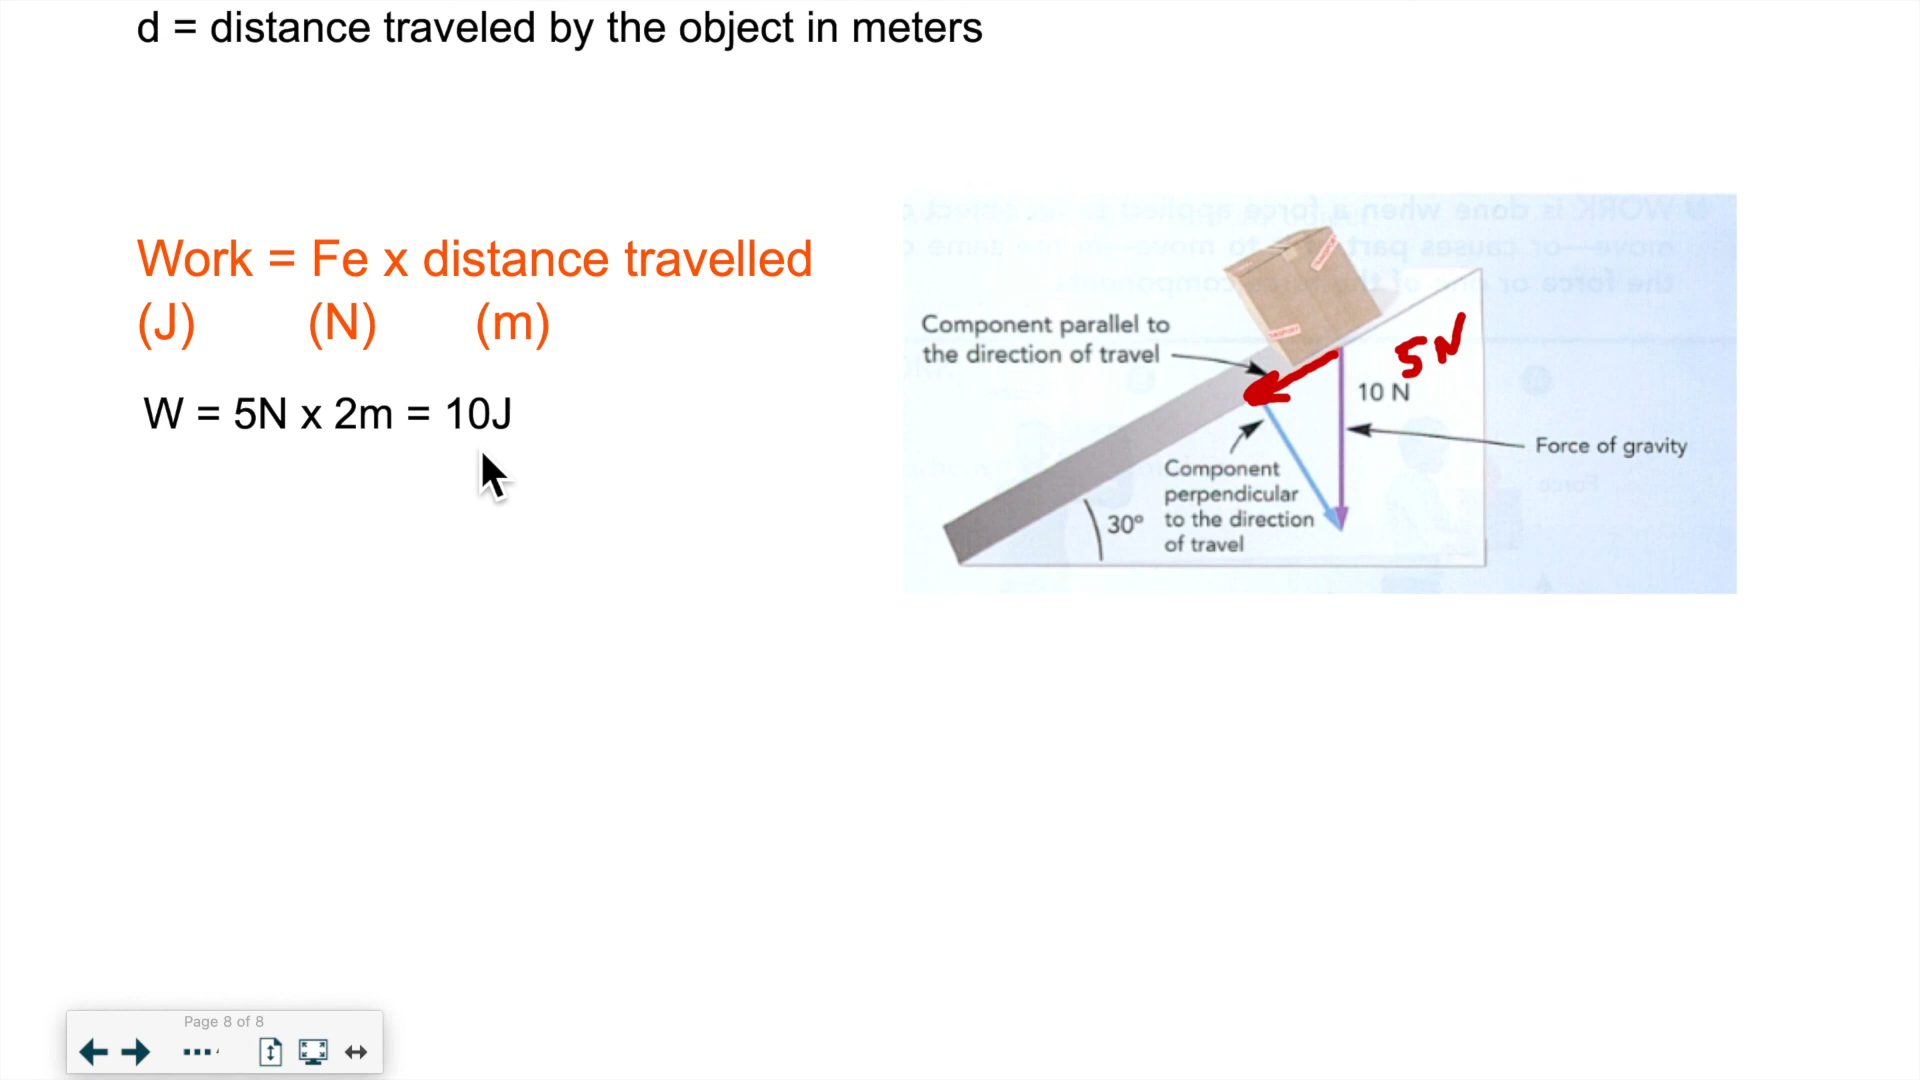 d = distance traveled by the object in meters
Work = Fe x distance travelled
(J) (N) (m)
W = 5N x 2m = 10J
Component parallel to
the direction of travel
5N
10 N
Force of gravity
Component
perpendicular
to the direction
of travel
30°
Page 8 of 8